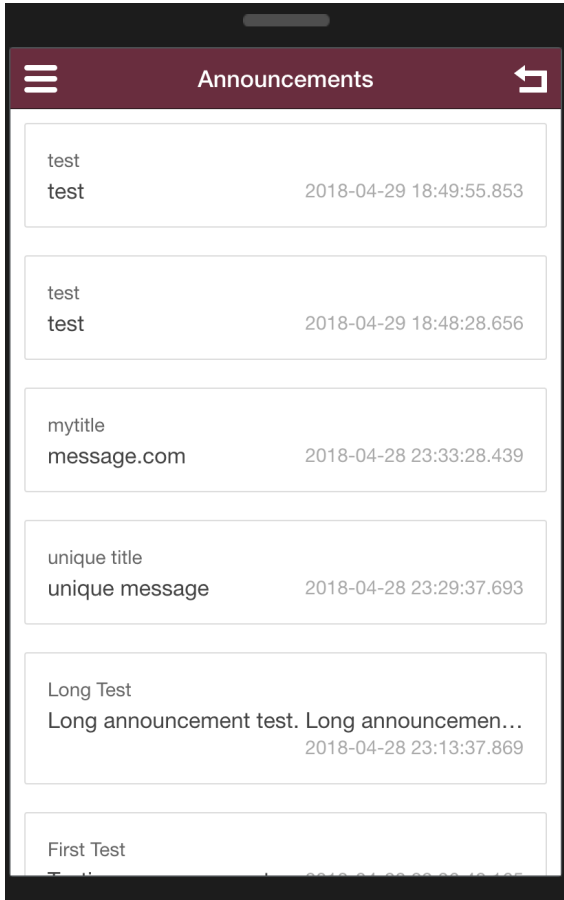 Announcements
test
test 2018-04-29 18:49:55.853
test
test 2018-04-29 18:48:28.656
mytitle
message.com 2018-04-28 23:33:28.439
unique title
unique message 2018-04-28 23:29:37.693
Long Test
Long announcement test. Long announcemen…
2018-04-28 23:13:37.869
First Test